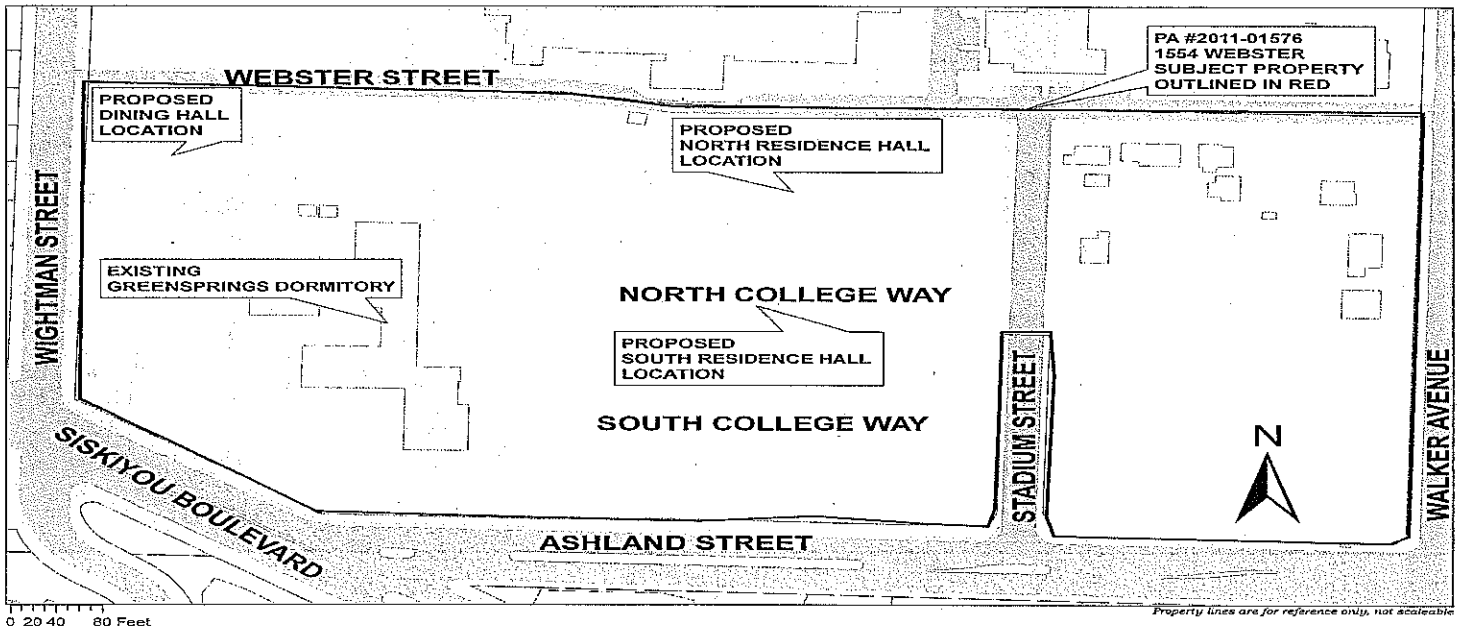 WEBSTER STREET
PA #2011-01576
1554 WEBSTER
SUBJECT PROPERTY
OUTLINED IN RED
PROPOSED
DINING HALL
LOCATION
PROPOSED
NORTH RESIDENCE HALL
LOCATION
WIGHTMAN STREET
EXISTING
GREENSPRINGS DORMITORY
NORTH COLLEGE WAY
PROPOSED
SOUTH RESIDENCE HALL
LOCATION
SOUTH COLLEGE WAY
STADIUM STREET
WALKER AVENUE
N
SISKIYOU BOULEVARD
ASHLAND STREET
0 20 40 80 Feet
Property lines are for reference only, not scaleable